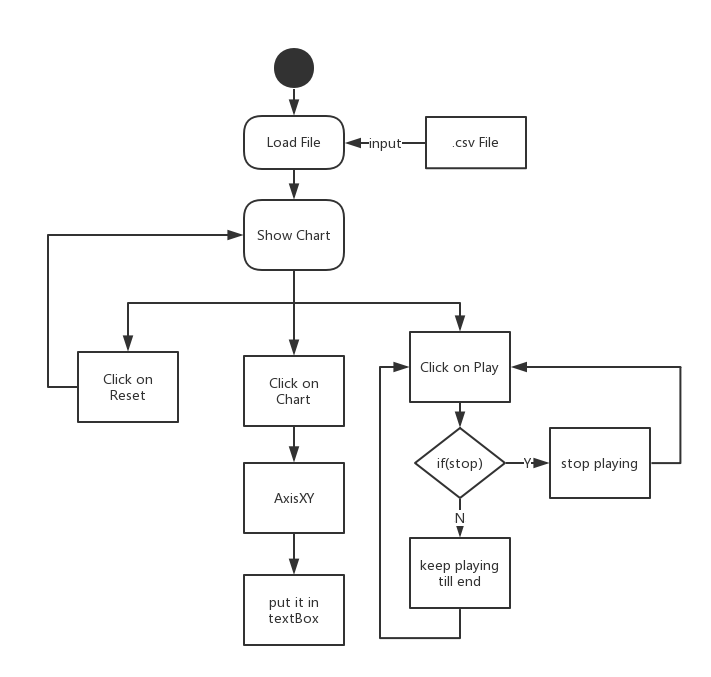 Load File
input
.csv File
Show Chart
Click on
Reset
Click on
Chart
Click on Play
if(stop)
Y
stop playing
AxisXY
N
keep playing
till end
put it in
textBox